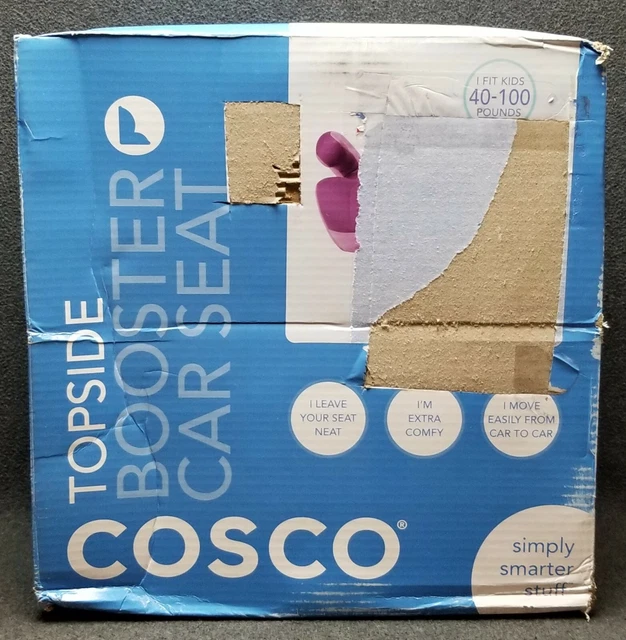 I FIT KIDS
40-100
POUNDS
TOPSIDE
BOOSTER
CAR SEAT
I LEAVE
YOUR SEAT
NEAT
I'M
EXTRA
COMFY
I MOVE
EASILY FROM
CAR TO CAR
COSCO®
simply
smarter
stuff